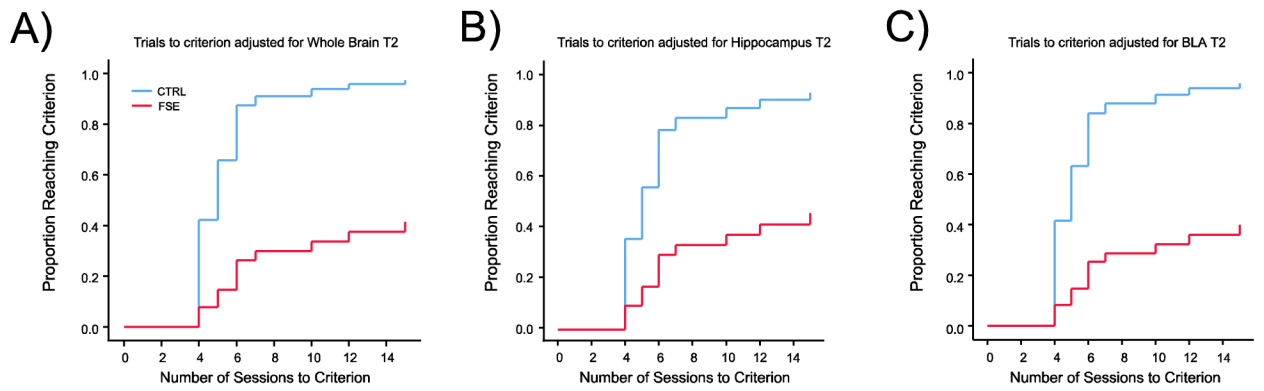 A)
Trials to criterion adjusted for Whole Brain T2
Proportion Reaching Criterion
1.0
0.8
0.6
0.4
0.2
0.0
CTRL
FSE
0 2 4 6 8 10 12 14
Number of Sessions to Criterion
B)
Trials to criterion adjusted for Hippocampus T2
Proportion Reaching Criterion
1.0
0.8
0.6
0.4
0.2
0.0
0 2 4 6 8 10 12 14
Number of Sessions to Criterion
C)
Trials to criterion adjusted for BLA T2
Proportion Reaching Criterion
1.0
0.8
0.6
0.4
0.2
0.0
0 2 4 6 8 10 12 14
Number of Sessions to Criterion